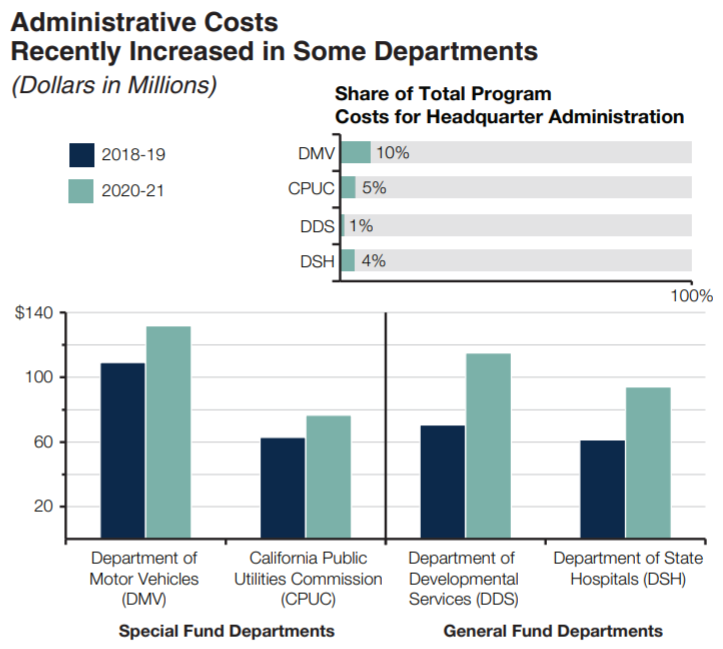 Administrative Costs
Recently Increased in Some Departments
(Dollars in Millions)
Share of Total Program
Costs for Headquarter Administration
2018-19
2020-21
DMV 10%
CPUC 5%
DDS 1%
DSH 4%
100%
$140
100
60
20
Department of
Motor Vehicles
(DMV)
California Public
Utilities Commission
(CPUC)
Department of
Developmental
Services (DDS)
Department of State
Hospitals (DSH)
Special Fund Departments
General Fund Departments